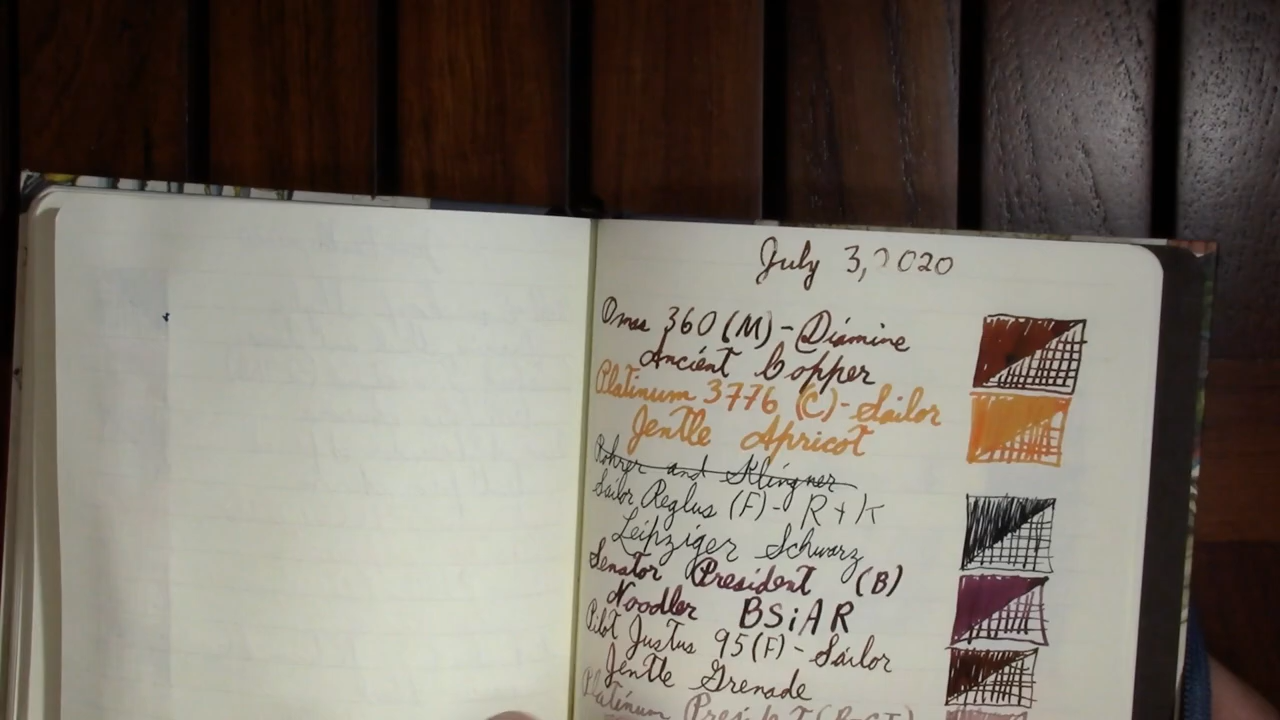 July 3, 2020
Omas 360 (M) - Diamine
Ancient Copper
Platinum 3776 (C) - Sailor
Jentle Apricot
Rohrer and Klingner
Sailor Reglus (F) - R + K
Leipziger Schwarz
Senator President (B)
Noodler BSiAR
Pilot Justus 95 (F) - Sailor
Jentle Grenade
Platinum